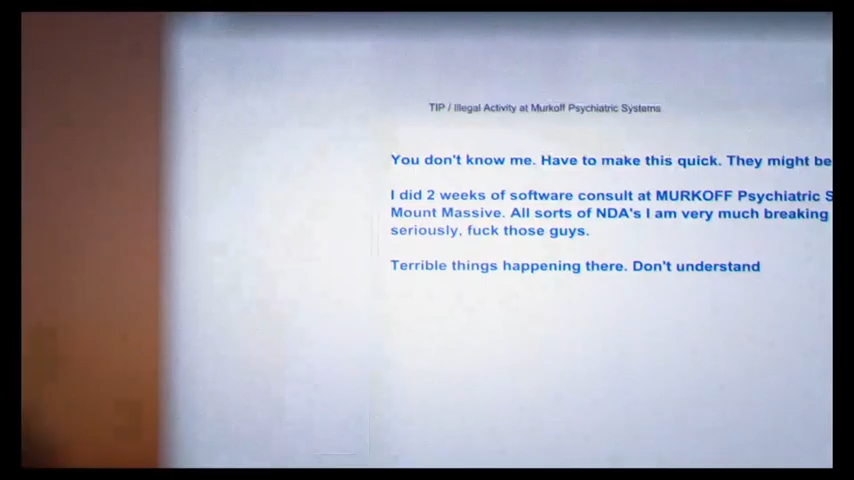 TIP / Illegal Activity at Murkoff Psychiatric Systems
You don't know me. Have to make this quick. They might be
I did 2 weeks of software consult at MURKOFF Psychiatric S
Mount Massive. All sorts of NDA's I am very much breaking
seriously, fuck those guys.
Terrible things happening there. Don't understand